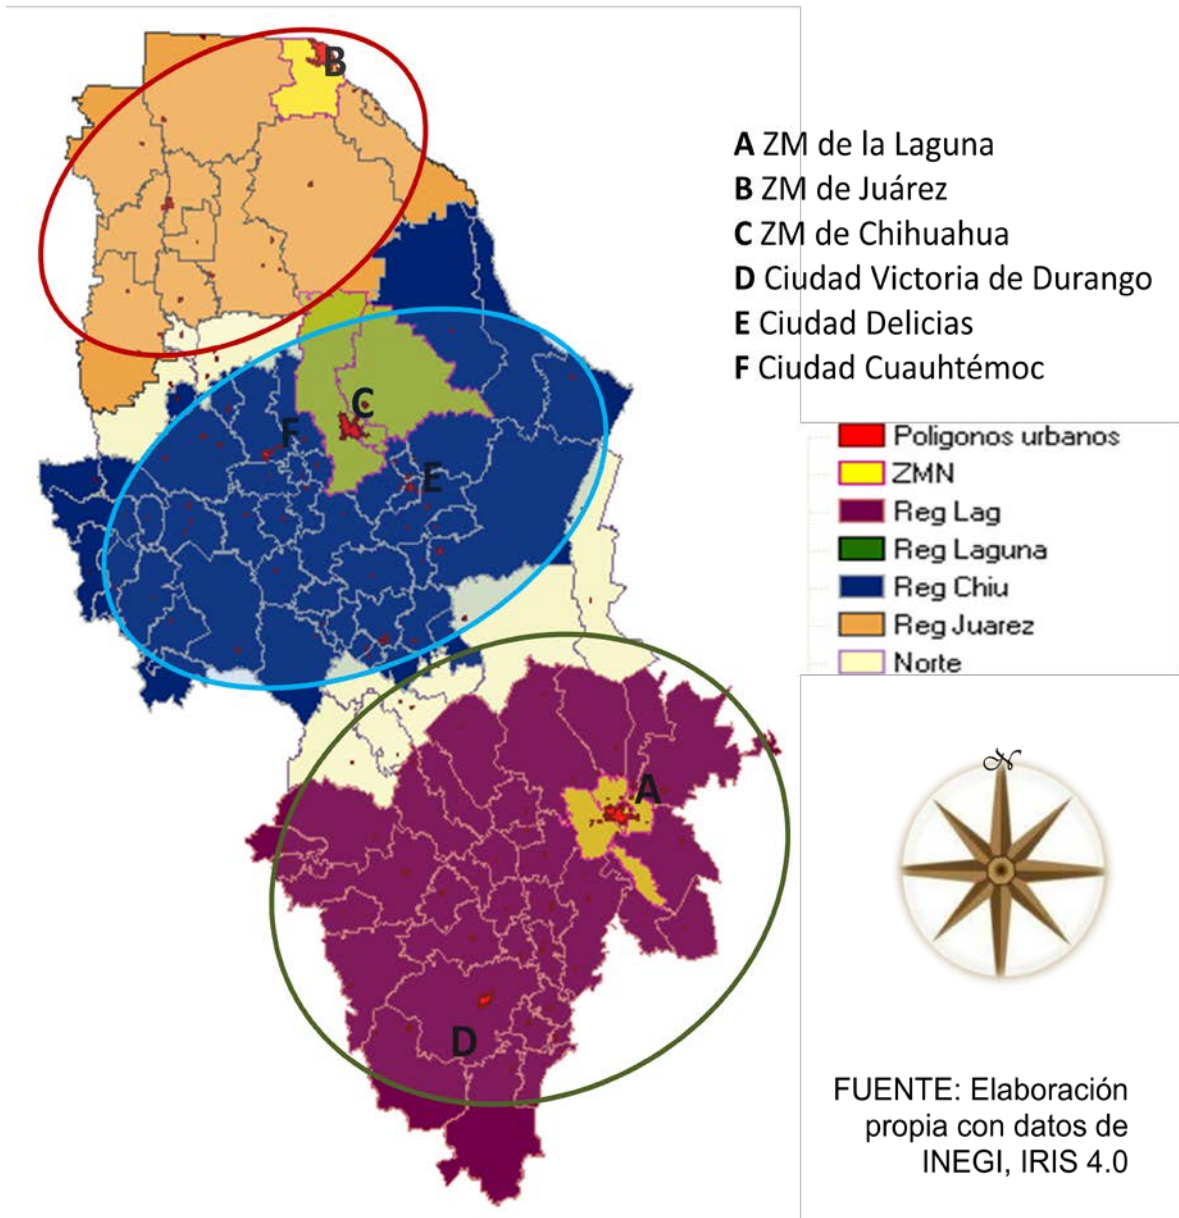 B
A ZM de la Laguna
B ZM de Juárez
C ZM de Chihuahua
D Ciudad Victoria de Durango
E Ciudad Delicias
F Ciudad Cuauhtémoc
C
F
E
Poligonos urbanos
ZMN
Reg Lag
Reg Laguna
Reg Chiu
Reg Juarez
Norte
N
A
D
FUENTE: Elaboración
propia con datos de
INEGI, IRIS 4.0